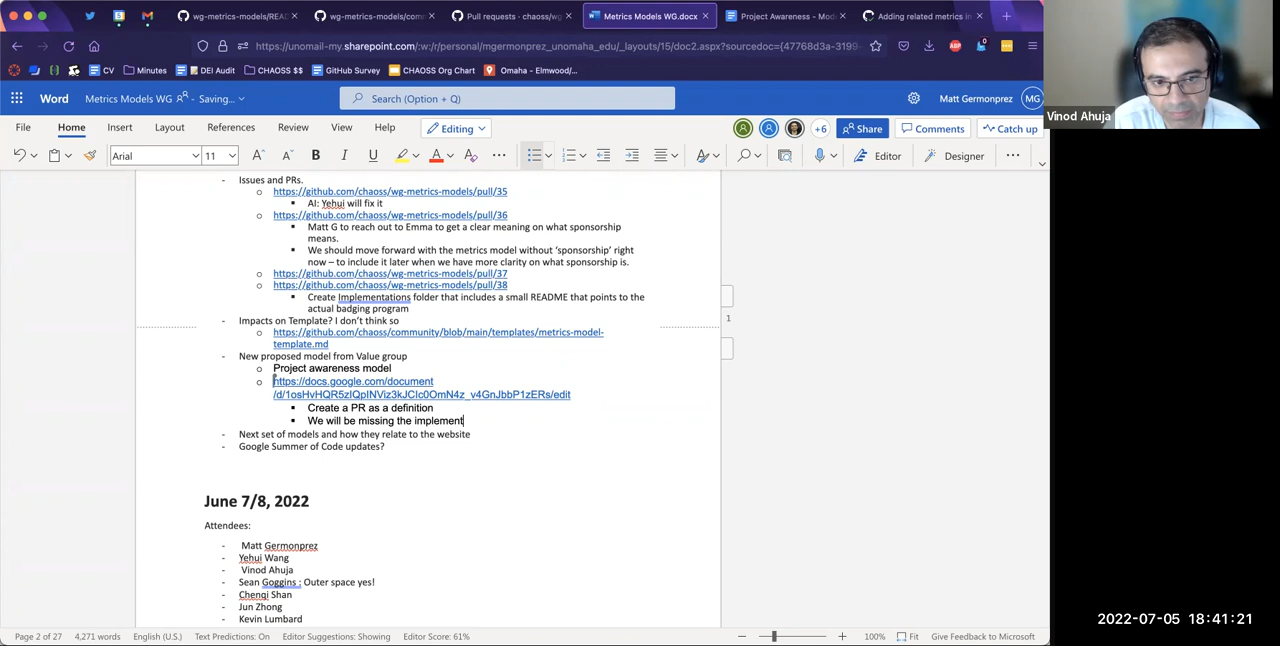 wg-metrics-models/READ
wg-metrics-models/com
Pull requests · chaoss/wg
Metrics Models WG.docx
Project Awareness - Mod
Adding related metrics in
https://unomail-my.sharepoint.com/:w:/r/personal/mgermonprez_unomaha_edu/_layouts/15/doc2.aspx?sourcedoc={47768d3a-3199-
CV
Minutes
DEI Audit
CHAOSS $$
GitHub Survey
CHAOSS Org Chart
Omaha - Elmwood/...
Word
Metrics Models WG - Saving...
Search (Option + Q)
Matt Germonprez
MG
File
Home
Insert
Layout
References
Review
View
Help
Editing
+6
Share
Comments
Catch up
Arial
11
B
I
U
A
Editor
Designer
- Issues and PRs.
https://github.com/chaoss/wg-metrics-models/pull/35
AI: Yehui will fix it
https://github.com/chaoss/wg-metrics-models/pull/36
Matt G to reach out to Emma to get a clear meaning on what sponsorship
means.
We should move forward with the metrics model without ‘sponsorship’ right
now – to include it later when we have more clarity on what sponsorship is.
https://github.com/chaoss/wg-metrics-models/pull/37
https://github.com/chaoss/wg-metrics-models/pull/38
Create Implementations folder that includes a small README that points to the
actual badging program
- Impacts on Template? I don’t think so
https://github.com/chaoss/community/blob/main/templates/metrics-model-
template.md
- New proposed model from Value group
Project awareness model
https://docs.google.com/document
Create a PR as a definition
We will be missing the implement
- Next set of models and how they relate to the website
- Google Summer of Code updates?
June 7/8, 2022
Attendees:
- Matt Germonprez
- Yehui Wang
- Vinod Ahuja
- Sean Goggins : Outer space yes!
- Chenqi Shan
- Jun Zhong
- Kevin Lumbard
1
Page 2 of 27
4,271 words
English (U.S.)
Text Predictions: On
Editor Suggestions: Showing
Editor Score: 61%
100%
Fit
Give Feedback to Microsoft
Vinod Ahuja
2022-07-05 18:41:21